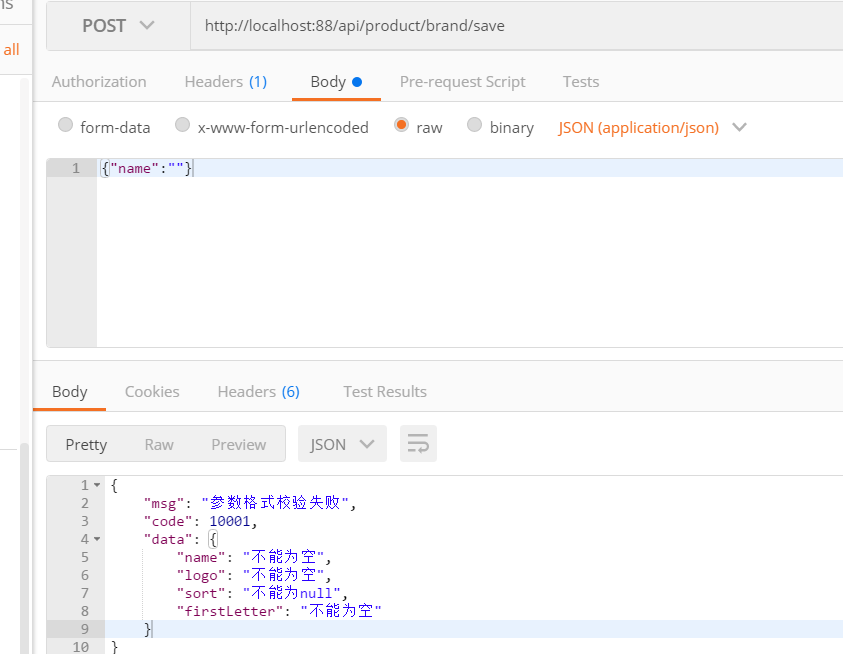 ns
POST http://localhost:88/api/product/brand/save
all
Authorization Headers (1) Body Pre-request Script Tests
form-data x-www-form-urlencoded raw binary JSON (application/json)
1 {"name":""}
Body Cookies Headers (6) Test Results
Pretty Raw Preview JSON
1 {
2 "msg": "参数格式校验失败",
3 "code": 10001,
4 "data": {
5 "name": "不能为空",
6 "logo": "不能为空",
7 "sort": "不能为null",
8 "firstLetter": "不能为空"
9 }
10 }